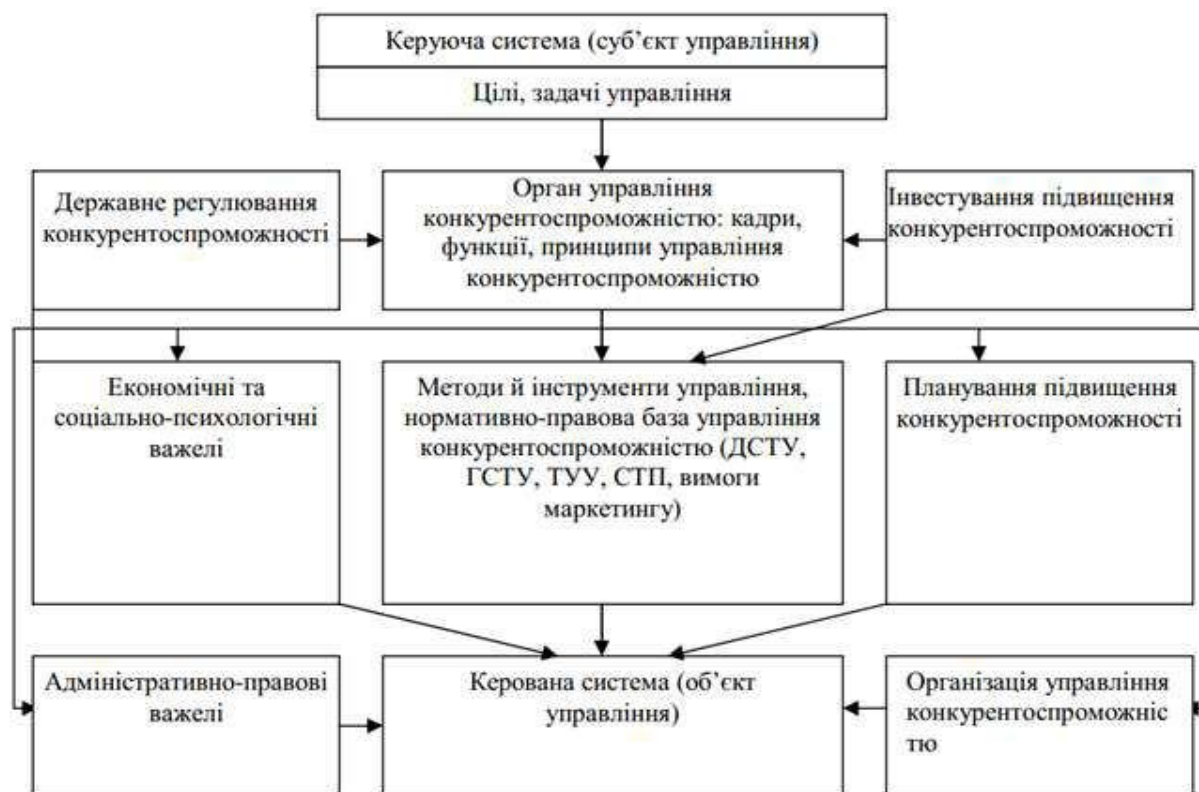 Керуюча система (суб’єкт управління)
Цілі, задачі управління
Державне регулювання
конкурентоспроможності
Орган управління
конкурентоспроможністю: кадри,
функції, принципи управління
конкурентоспроможністю
Інвестування підвищення
конкурентоспроможності
Економічні та
соціально-психологічні
важелі
Методи й інструменти управління,
нормативно-правова база управління
конкурентоспроможністю (ДСТУ,
ГСТУ, ТУУ, СТП, вимоги
маркетингу)
Планування підвищення
конкурентоспроможності
Адміністративно-правові
важелі
Керована система (об’єкт
управління)
Організація управління
конкурентоспроможніс
тю